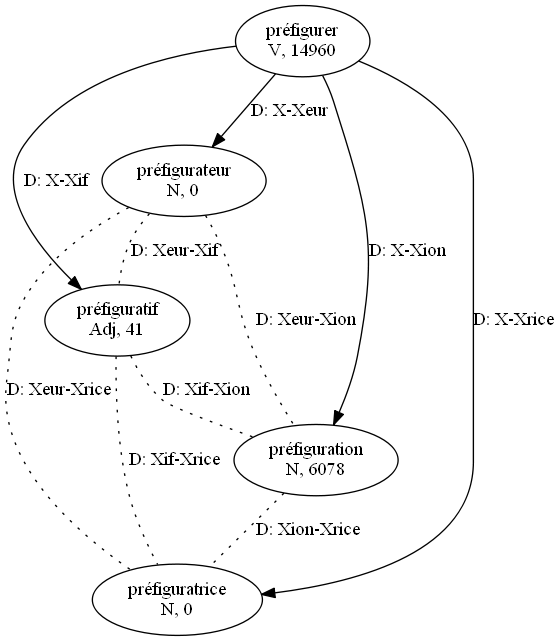 préfigurer
V, 14960
D: X-Xeur
préfigurateur
N, 0
D: X-Xif
D: Xeur-Xif
D: X-Xion
préfiguratif
Adj, 41
D: Xeur-Xion
D: X-Xrice
D: Xeur-Xrice
D: Xif-Xion
préfiguration
N, 6078
D: Xif-Xrice
D: Xion-Xrice
préfiguratrice
N, 0